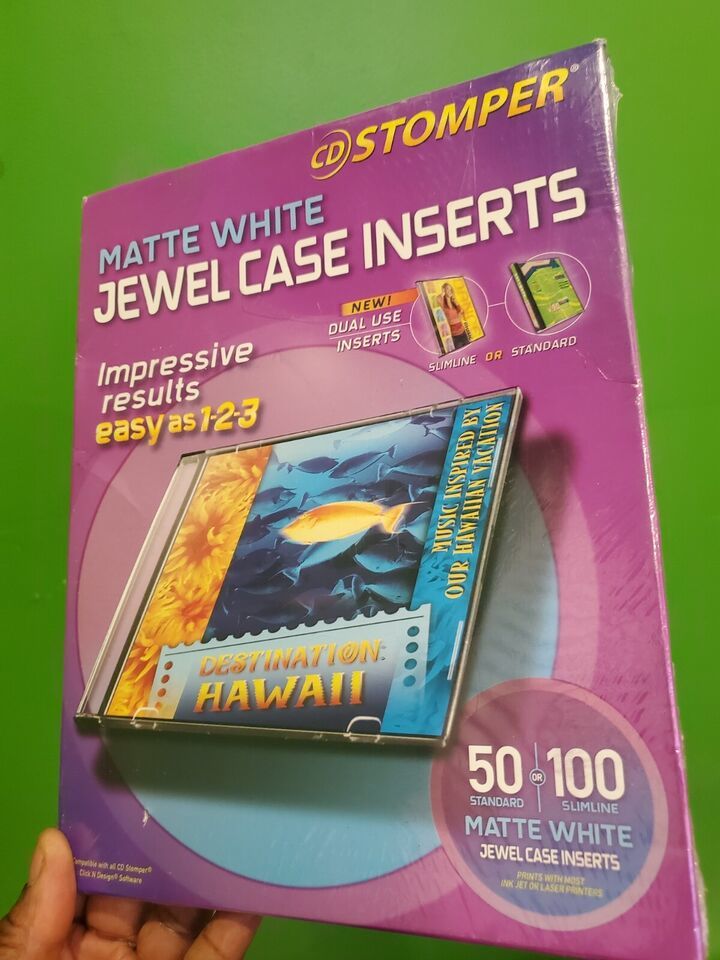 CD STOMPER®
MATTE WHITE
JEWEL CASE INSERTS
NEW!
DUAL USE
INSERTS
SLIMLINE OR STANDARD
Impressive
results
easy as 1-2-3
MUSIC INSPIRED BY
OUR HAWAIIAN VACATION
DESTINATION:
HAWAII
50 OR 100
STANDARD SLIMLINE
MATTE WHITE
JEWEL CASE INSERTS
PRINTS WITH MOST
INK JET OR LASER PRINTERS
Compatible with all CD Stomper®
Click N Design® Software